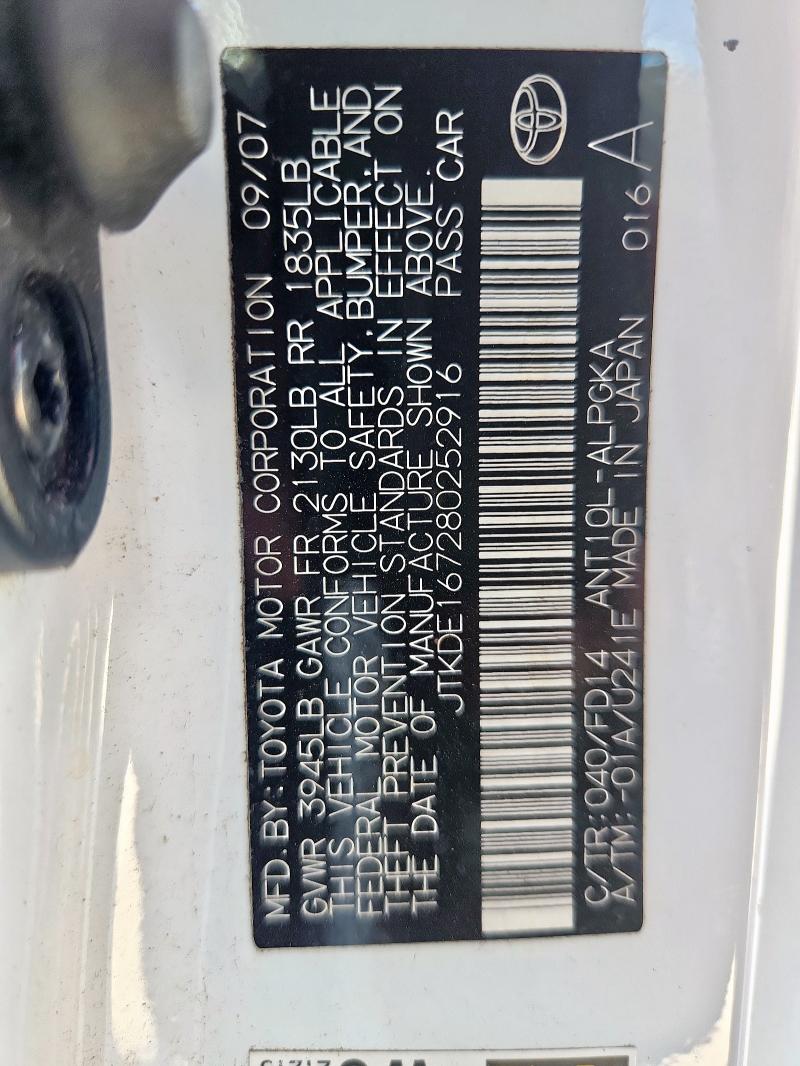 MFD.BY:TOYOTA MOTOR CORPORATION 09/07
GVWR 3945LB GAWR FR 2130LB RR 1835LB
THIS VEHICLE CONFORMS TO ALL APPLICABLE
FEDERAL MOTOR VEHICLE SAFETY,BUMPER,AND
THEFT PREVENTION STANDARDS IN EFFECT ON
THE DATE OF MANUFACTURE SHOWN ABOVE.
JTKDE167280252916 PASS CAR
C/TR:040/FD14 ANT10L-ALPGKA 016 A
A/TM:-01A/U241E MADE IN JAPAN